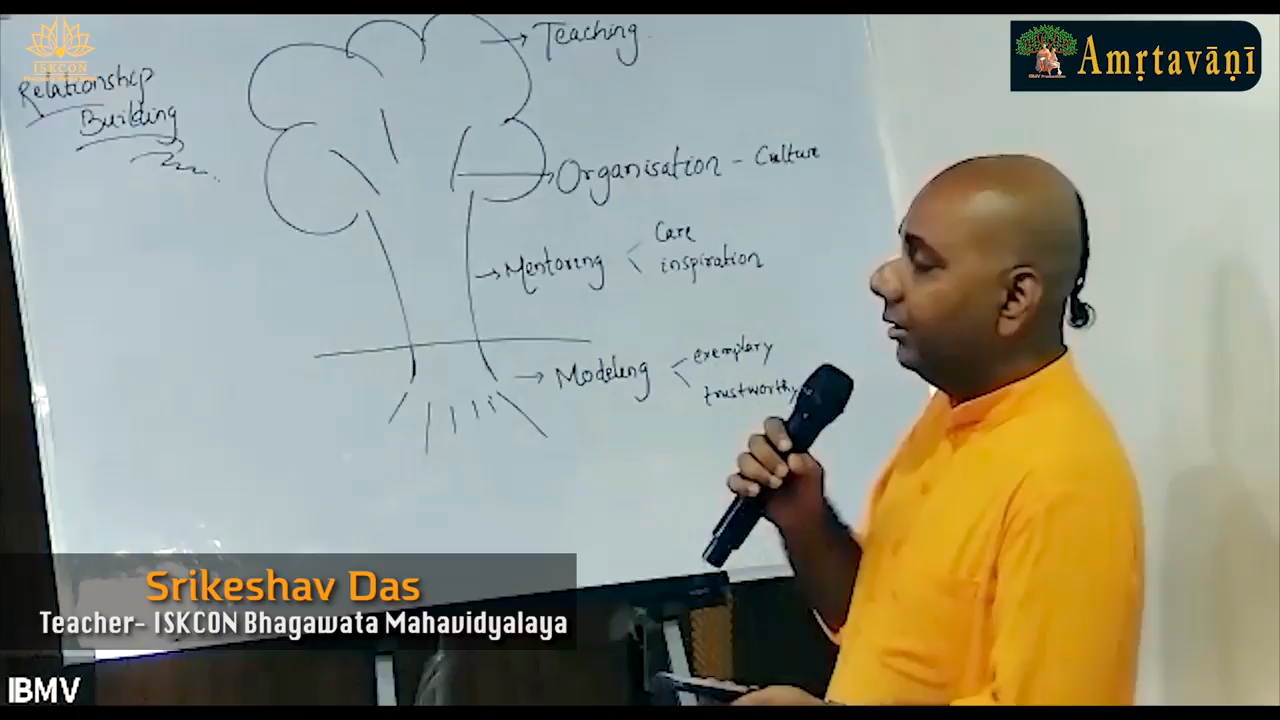 ISKCON
Relationship
Building
Teaching
Organisation - Culture
Mentoring
Care
inspiration
Modeling
exemplary
trustworthy
Amṛtavāṇī
Srikeshav Das
Teacher- ISKCON Bhagawata Mahavidyalaya
IBMV